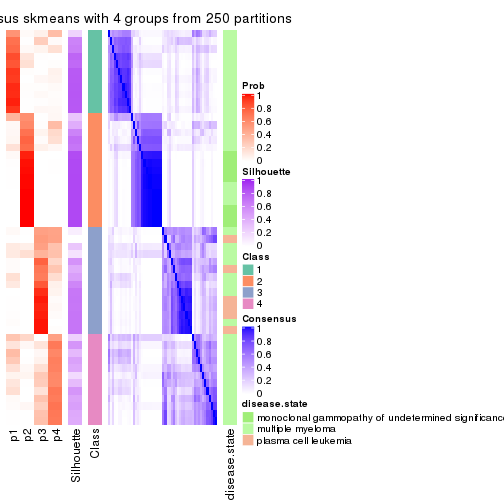 sus skmeans with 4 groups from 250 partitions
Prob
1
0.8
0.6
0.4
0.2
0
Silhouette
1
0.8
0.6
0.4
0.2
0
Class
1
2
3
4
Consensus
1
0.8
0.6
0.4
0.2
0
disease.state
monoclonal gammopathy of undetermined significance
multiple myeloma
plasma cell leukemia
p1
p2
p3
p4
Silhouette
Class
disease.state